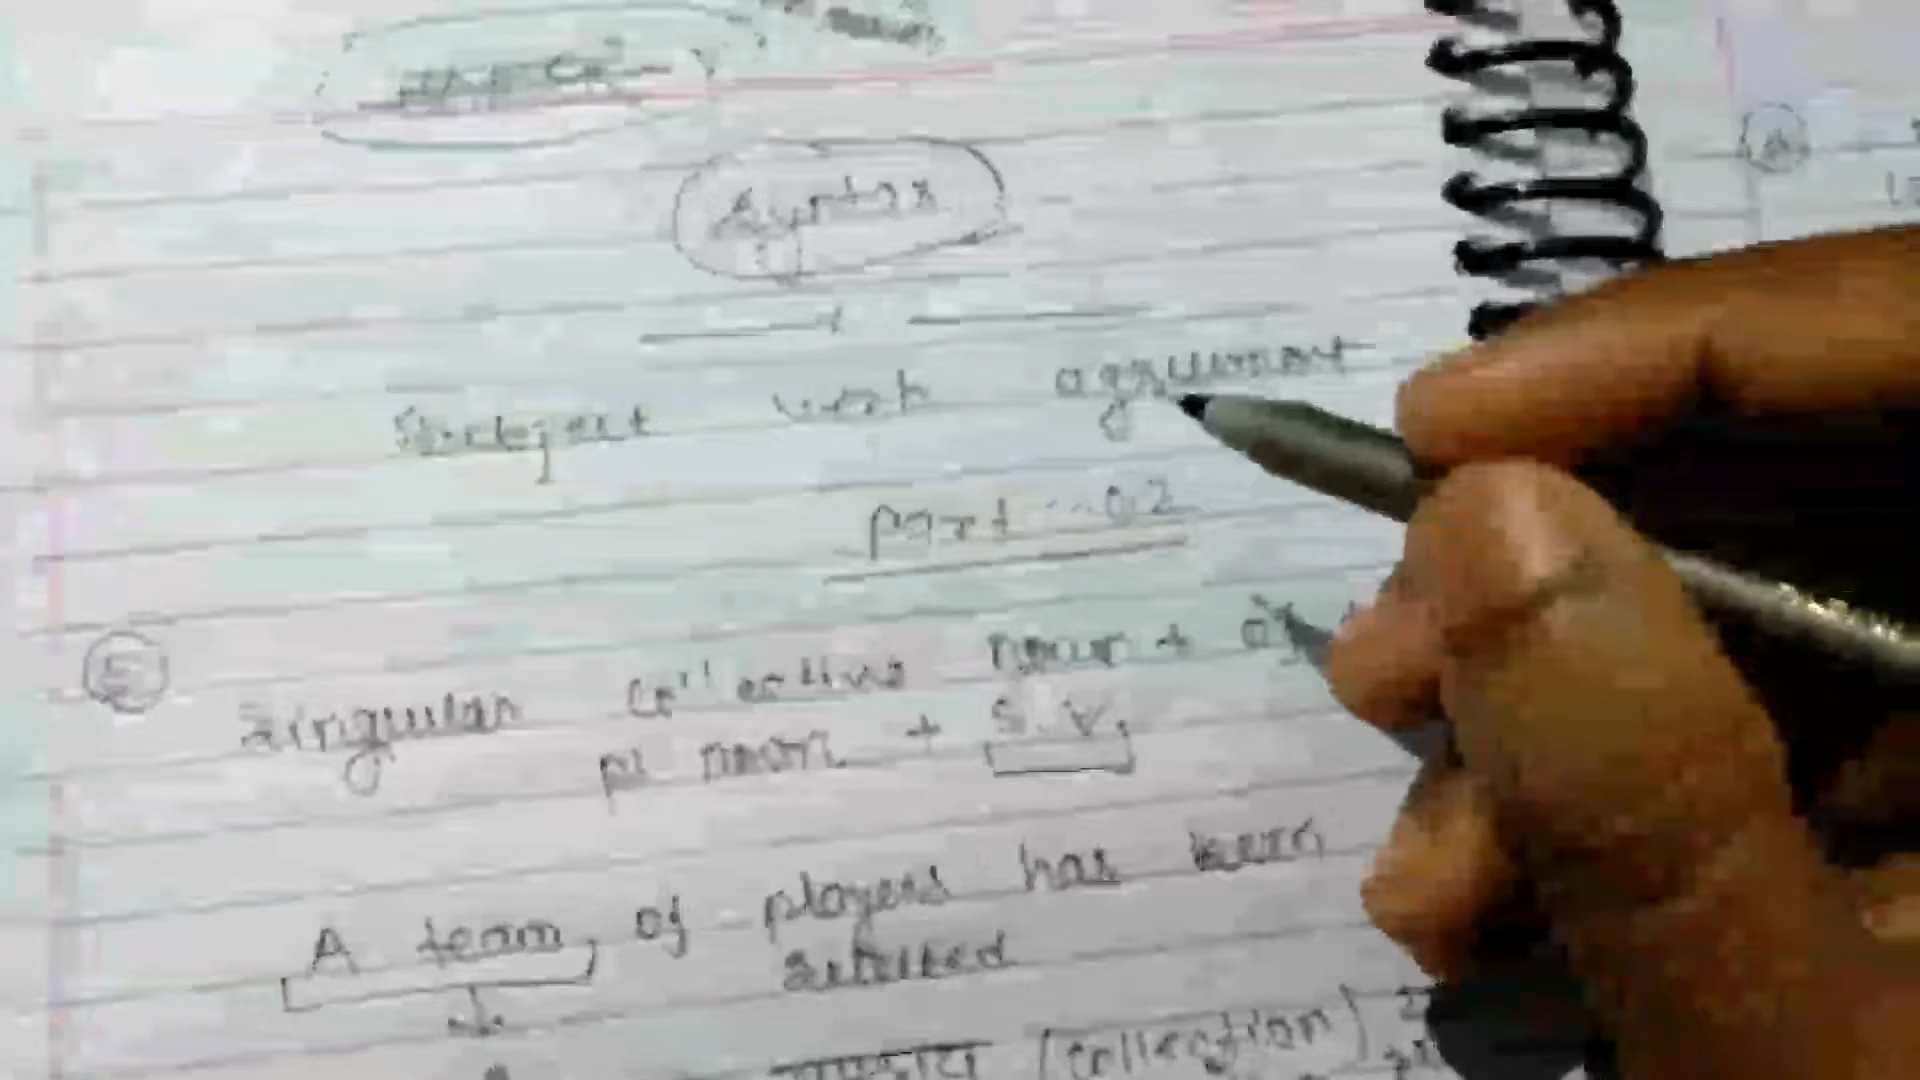 Syntax
Subject verb agrument
Part - 02
5
Singular collective noun + of
pl noun + S.V.
A team of players has been
selected
(collection)